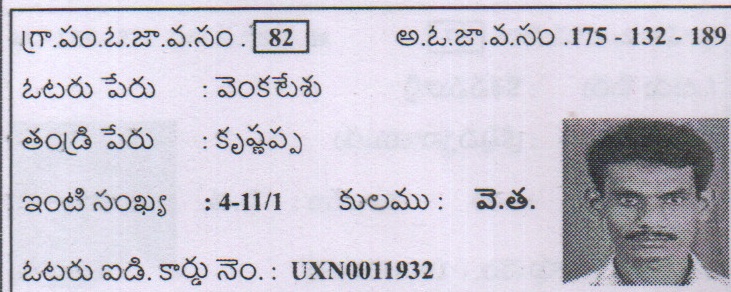 గ్రా.పం.ఓ.జా.వ.సం . 82 అ.ఓ.జా.వ.సం .175 - 132 - 189
ఓటరు పేరు : వెంకటేశు
తండ్రి పేరు : కృష్ణప్ప
ఇంటి సంఖ్య : 4-11/1 కులము : వె.త.
ఓటరు ఐడి. కార్డు నెం. : UXN0011932